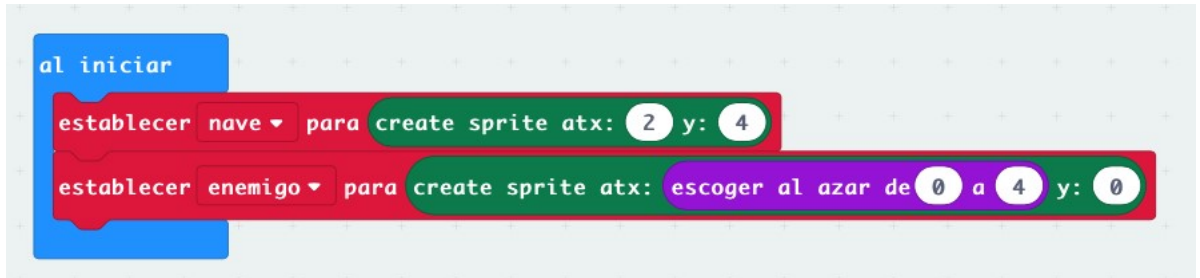 al iniciar
establecer nave para create sprite atx: 2 y: 4
establecer enemigo para create sprite atx: escoger al azar de 0 a 4 y: 0